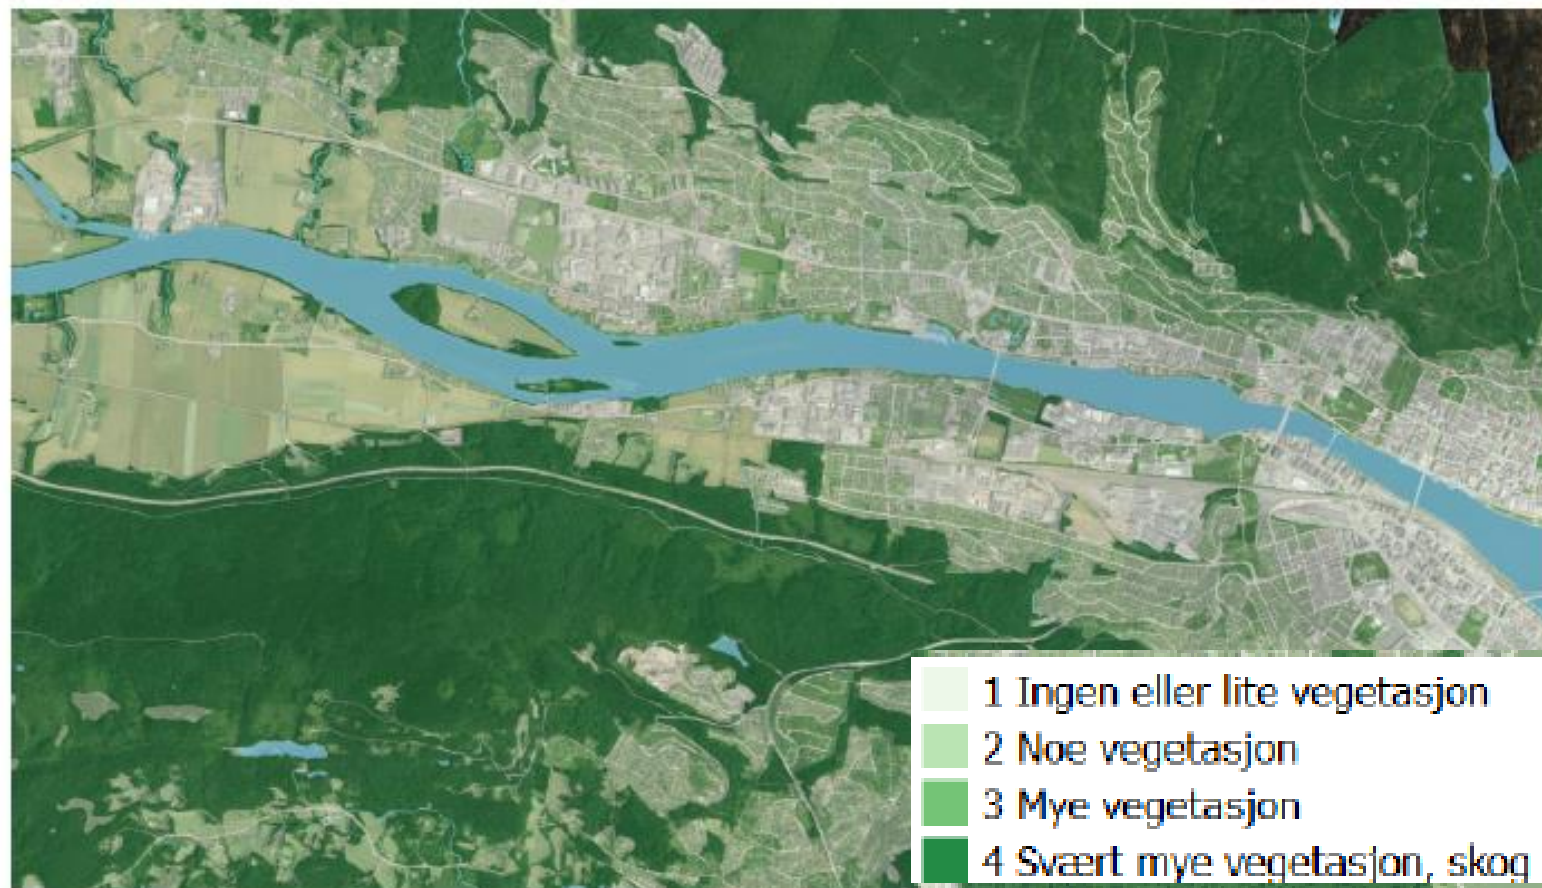 1 Ingen eller lite vegetasjon
2 Noe vegetasjon
3 Mye vegetasjon
4 Svært mye vegetasjon, skog